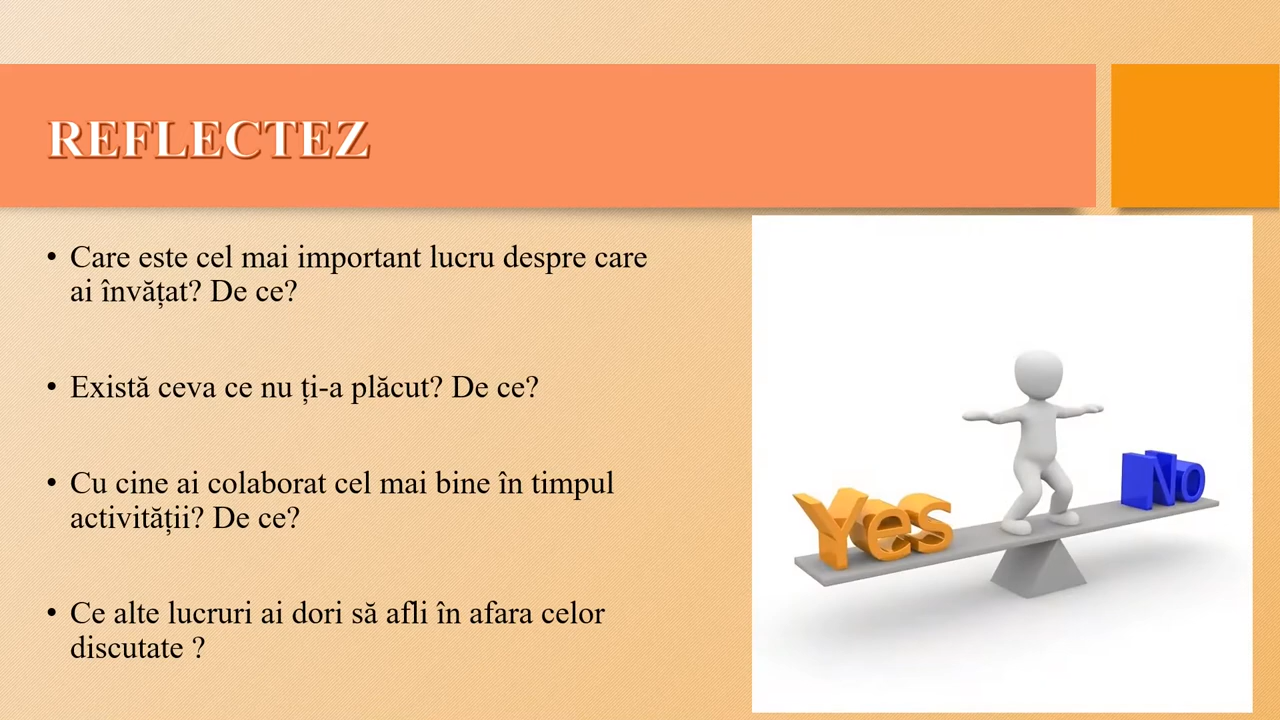 REFLECTEZ
• Care este cel mai important lucru despre care
ai învățat? De ce?
• Există ceva ce nu ți-a plăcut? De ce?
• Cu cine ai colaborat cel mai bine în timpul
activității? De ce?
• Ce alte lucruri ai dori să afli în afara celor
discutate ?
Yes
No